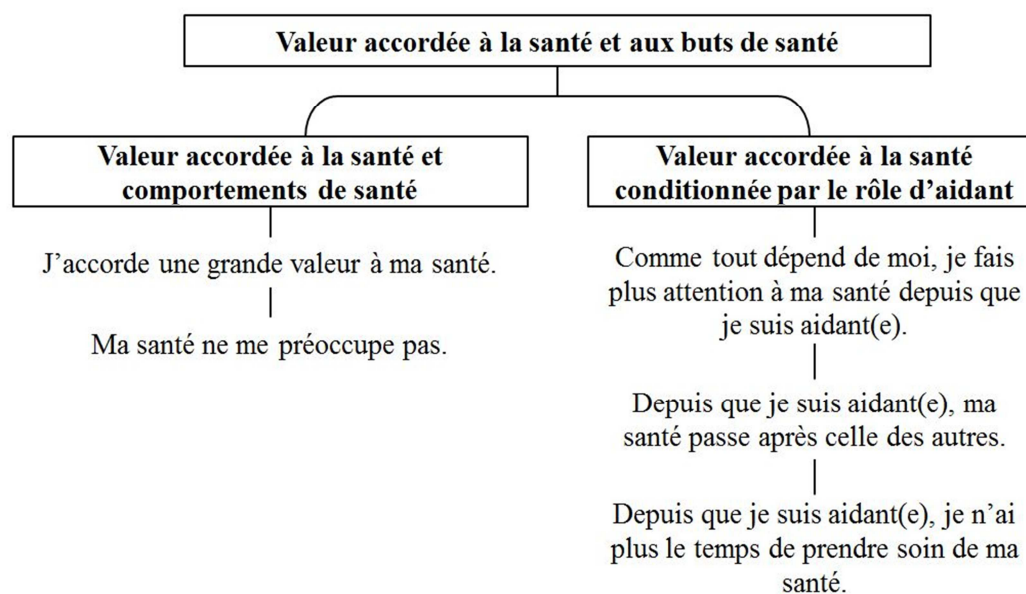 Valeur accordée à la santé et aux buts de santé
Valeur accordée à la santé et
comportements de santé
J’accorde une grande valeur à ma santé.
Ma santé ne me préoccupe pas.
Valeur accordée à la santé
conditionnée par le rôle d’aidant
Comme tout dépend de moi, je fais
plus attention à ma santé depuis que
je suis aidant(e).
Depuis que je suis aidant(e), ma
santé passe après celle des autres.
Depuis que je suis aidant(e), je n’ai
plus le temps de prendre soin de ma
santé.